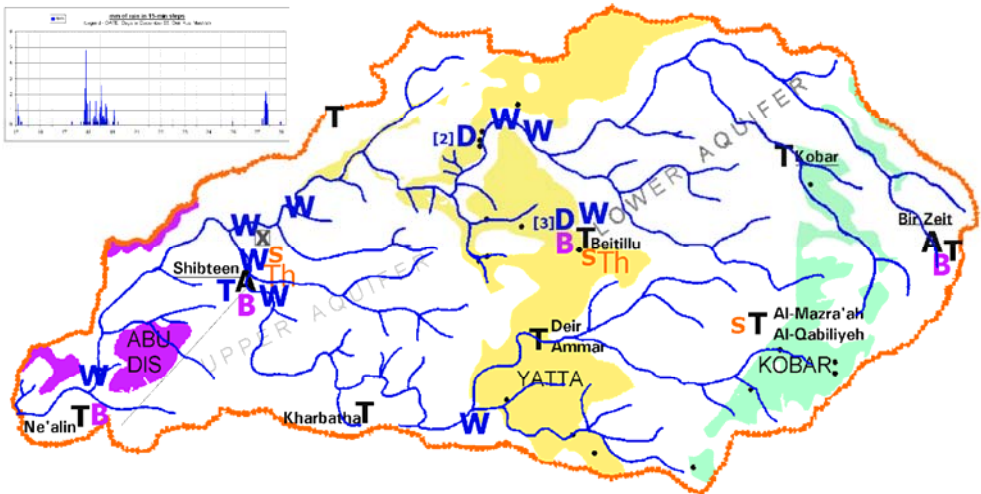 mm of rain in 15-min steps
T
[2] D
W
W
LOWER AQUIFER
T Kobar
W
W
X
S
W
Th
Shibteen
A
T
B
W
UPPER AQUIFER
[3] D
W
B
T Beitillu
S Th
Bir Zeit
A
T
B
ABU
DIS
W
Ne'alin T B
Kharbatha T
W
T Deir
Ammar
YATTA
S T Al-Mazra'ah
Al-Qabiliyeh
KOBAR